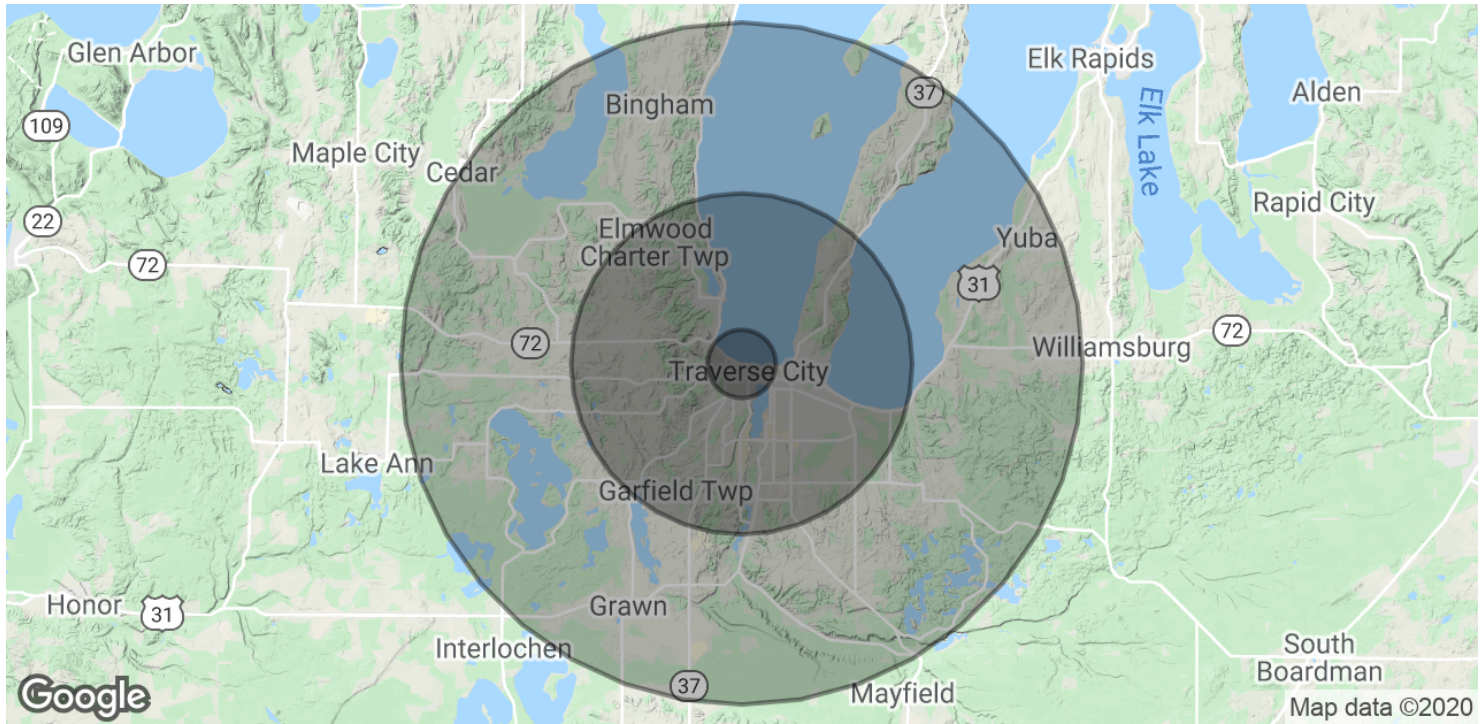 Glen Arbor
Elk Rapids
37
Alden
Bingham
109
Elk Lake
Maple City
Cedar
Rapid City
22
Elmwood
Charter Twp
Yuba
72
31
72
72
Williamsburg
Traverse City
Lake Ann
Garfield Twp
Honor
31
Grawn
Interlochen
South
Boardman
37
Mayfield
Google
Map data ©2020